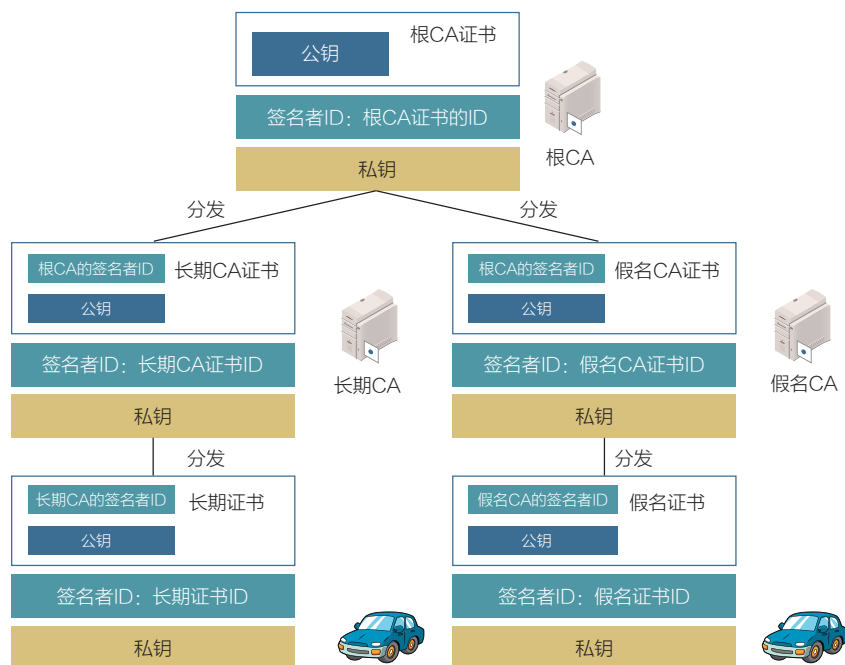 根CA证书
公钥
签名者ID：根CA证书的ID
根CA
私钥
分发
分发
根CA的签名者ID
长期CA证书
公钥
签名者ID：长期CA证书ID
长期CA
私钥
根CA的签名者ID
假名CA证书
公钥
签名者ID：假名CA证书ID
假名CA
私钥
分发
分发
长期CA的签名者ID
长期证书
公钥
签名者ID：长期证书ID
私钥
假名CA的签名者ID
假名证书
公钥
签名者ID：假名证书ID
私钥